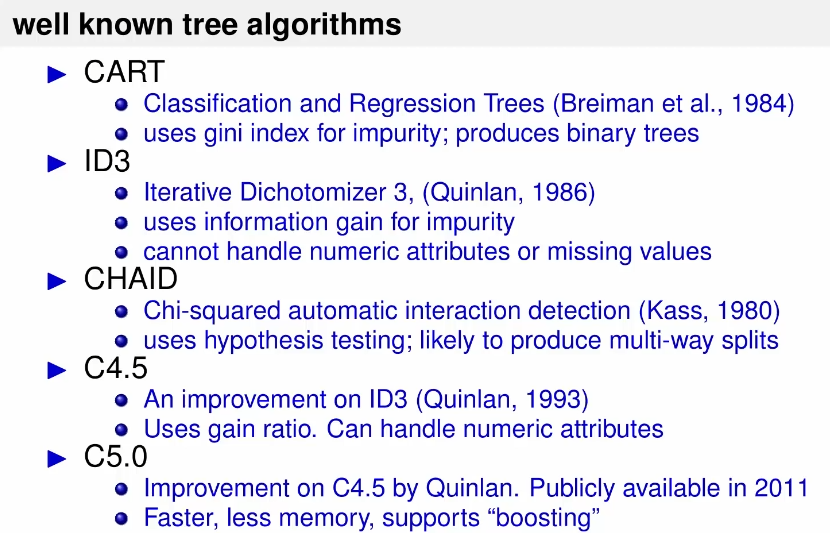 well known tree algorithms
CART
Classification and Regression Trees (Breiman et al., 1984)
uses gini index for impurity; produces binary trees
ID3
Iterative Dichotomizer 3, (Quinlan, 1986)
uses information gain for impurity
cannot handle numeric attributes or missing values
CHAID
Chi-squared automatic interaction detection (Kass, 1980)
uses hypothesis testing; likely to produce multi-way splits
C4.5
An improvement on ID3 (Quinlan, 1993)
Uses gain ratio. Can handle numeric attributes
C5.0
Improvement on C4.5 by Quinlan. Publicly available in 2011
Faster, less memory, supports “boosting”